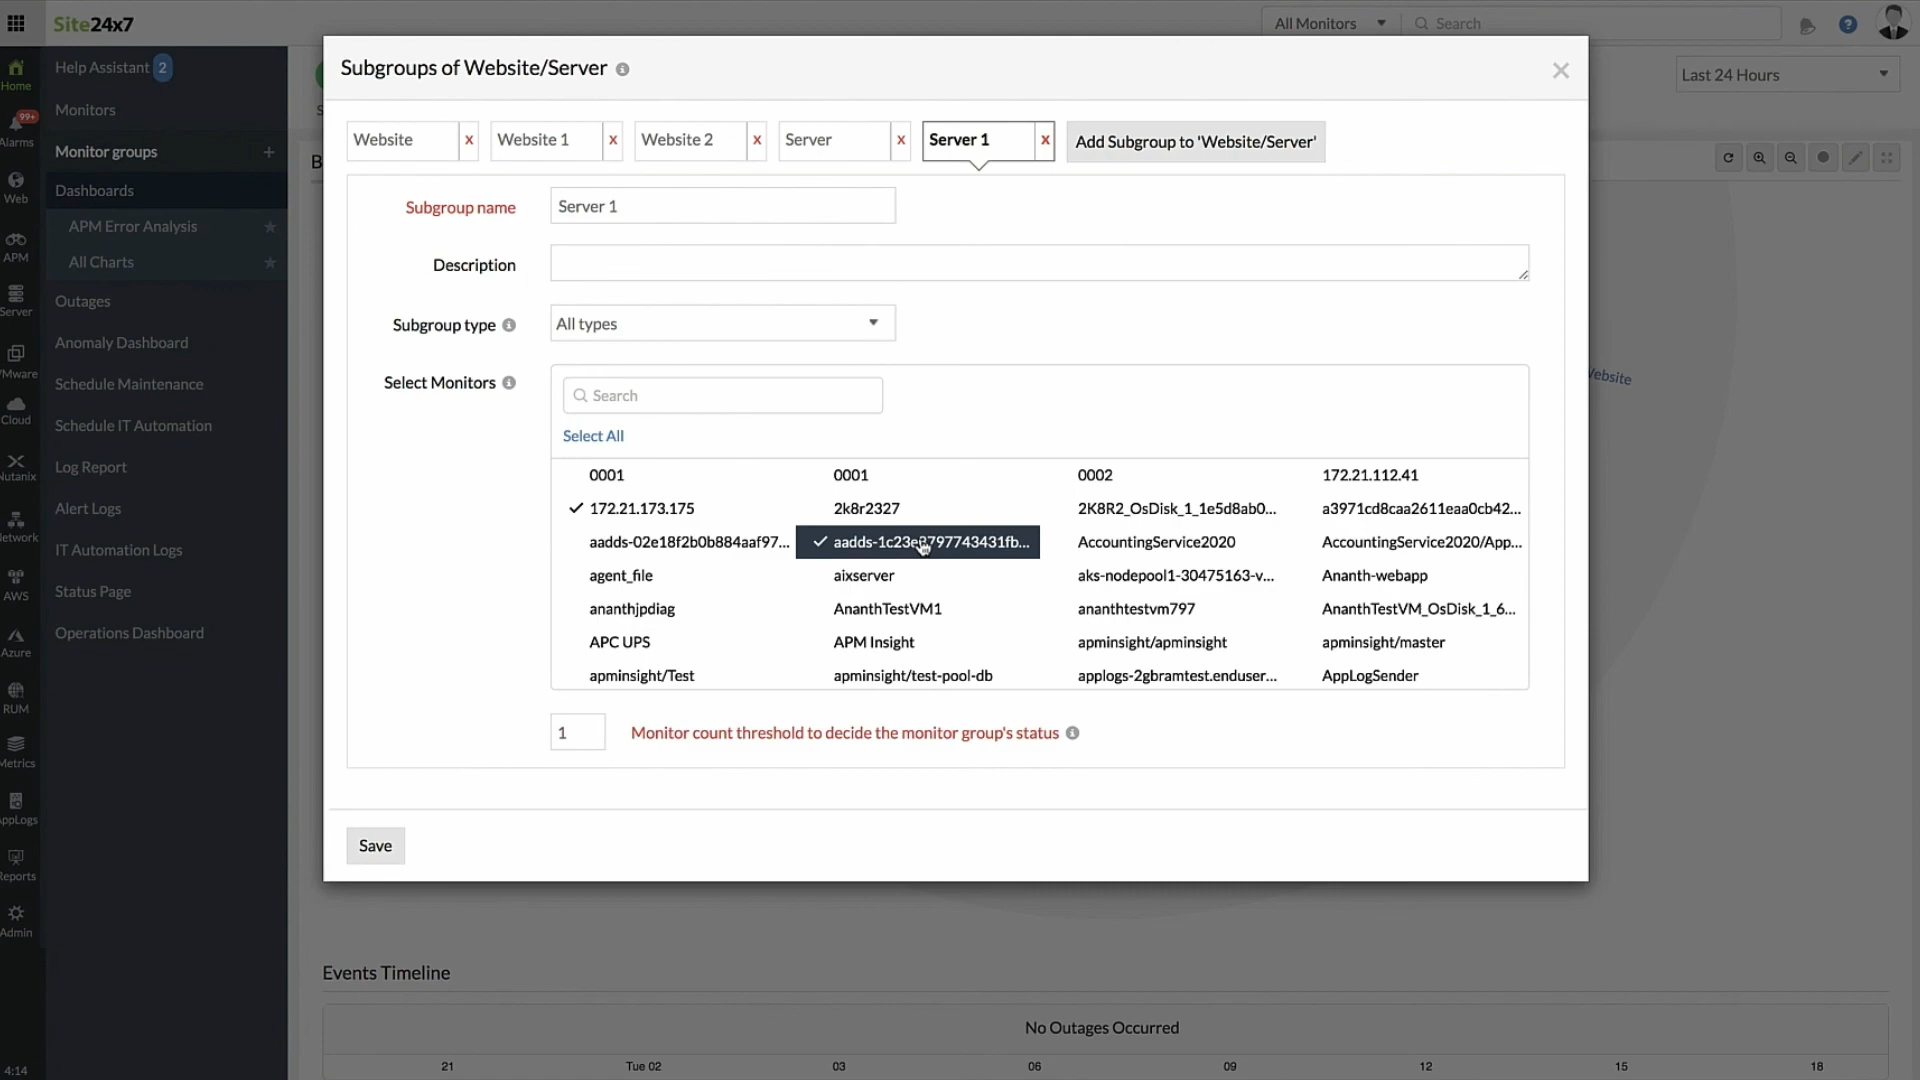 Site24x7
All Monitors
Search
Home
Help Assistant 2
Monitors
99+
Alarms
Monitor groups +
Web
Dashboards
APM Error Analysis
APM
All Charts
Server
Outages
Anomaly Dashboard
VMware
Schedule Maintenance
Cloud
Schedule IT Automation
Nutanix
Log Report
Alert Logs
Network
IT Automation Logs
AWS
Status Page
Azure
Operations Dashboard
RUM
Metrics
AppLogs
Reports
Admin
4:14
Last 24 Hours
Subgroups of Website/Server
Website x
Website 1 x
Website 2 x
Server x
Server 1 x
Add Subgroup to 'Website/Server'
Subgroup name
Server 1
Description
Subgroup type
All types
Select Monitors
Search
Select All
0001 0001 0002 172.21.112.41
172.21.173.175 2k8r2327 2K8R2_OsDisk_1_1e5d8ab0... a3971cd8caa2611eaa0cb42...
aadds-02e18f2b0b884aaf97... AccountingService2020 AccountingService2020/App...
agent_file aixserver aks-nodepool1-30475163-v... Ananth-webapp
ananthjpdiag AnanthTestVM1 ananthtestvm797 AnanthTestVM_OsDisk_1_6...
APC UPS APM Insight apminsight/apminsight apminsight/master
apminsight/Test apminsight/test-pool-db applogs-2gbramtest.enduser... AppLogSender
1 Monitor count threshold to decide the monitor group's status
Save
Website
Events Timeline
No Outages Occurred
21 Tue 02 03 06 09 12 15 18